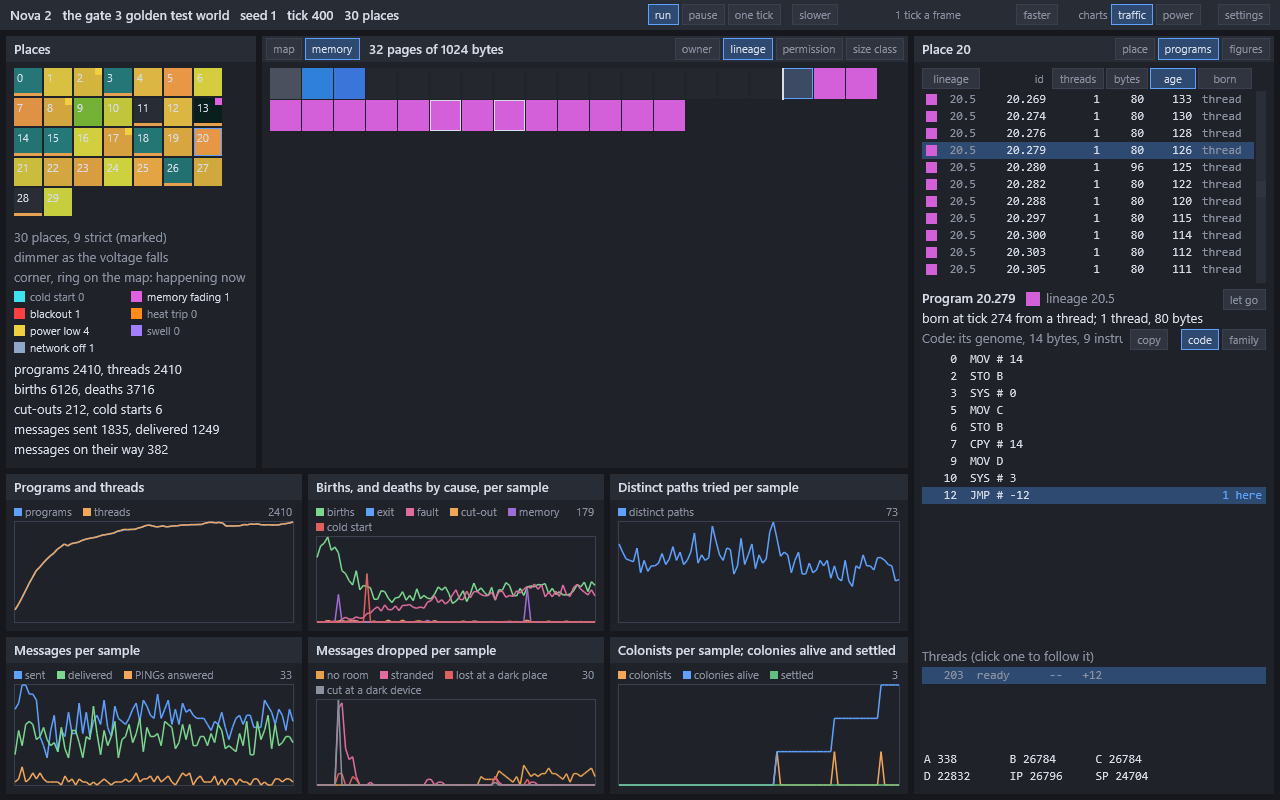 Nova 2 the gate 3 golden test world seed 1 tick 400 30 places run pause one tick slower 1 tick a frame faster charts traffic power settings
Places
0 1 2 3 4 5 6
7 8 9 10 11 12 13
14 15 16 17 18 19 20
21 22 23 24 25 26 27
28 29
30 places, 9 strict (marked)
dimmer as the voltage falls
corner, ring on the map: happening now
cold start 0 memory fading 1
blackout 1 heat trip 0
power low 4 swell 0
network off 1
programs 2410, threads 2410
births 6126, deaths 3716
cut-outs 212, cold starts 6
messages sent 1835, delivered 1249
messages on their way 382
map memory 32 pages of 1024 bytes owner lineage permission size class
Place 20 place programs figures
lineage id threads bytes age born
20.5 20.269 1 80 133 thread
20.5 20.274 1 80 130 thread
20.5 20.276 1 80 128 thread
20.5 20.279 1 80 126 thread
20.5 20.280 1 96 125 thread
20.5 20.282 1 80 122 thread
20.5 20.288 1 80 120 thread
20.5 20.297 1 80 115 thread
20.5 20.300 1 80 114 thread
20.5 20.303 1 80 112 thread
20.5 20.305 1 80 111 thread
Program 20.279 lineage 20.5 let go
born at tick 274 from a thread; 1 thread, 80 bytes
Code: its genome, 14 bytes, 9 instru copy code family
0 MOV # 14
2 STO B
3 SYS # 0
5 MOV C
6 STO B
7 CPY # 14
9 MOV D
10 SYS # 3
12 JMP # -12 1 here
Threads (click one to follow it)
203 ready -- +12
A 338 B 26784 C 26784
D 22832 IP 26796 SP 24704
Programs and threads
programs threads 2410
Births, and deaths by cause, per sample
births exit fault cut-out memory 179
cold start
Distinct paths tried per sample
distinct paths 73
Messages per sample
sent delivered PINGs answered 33
Messages dropped per sample
no room stranded lost at a dark place 30
cut at a dark device
Colonists per sample; colonies alive and settled
colonists colonies alive settled 3